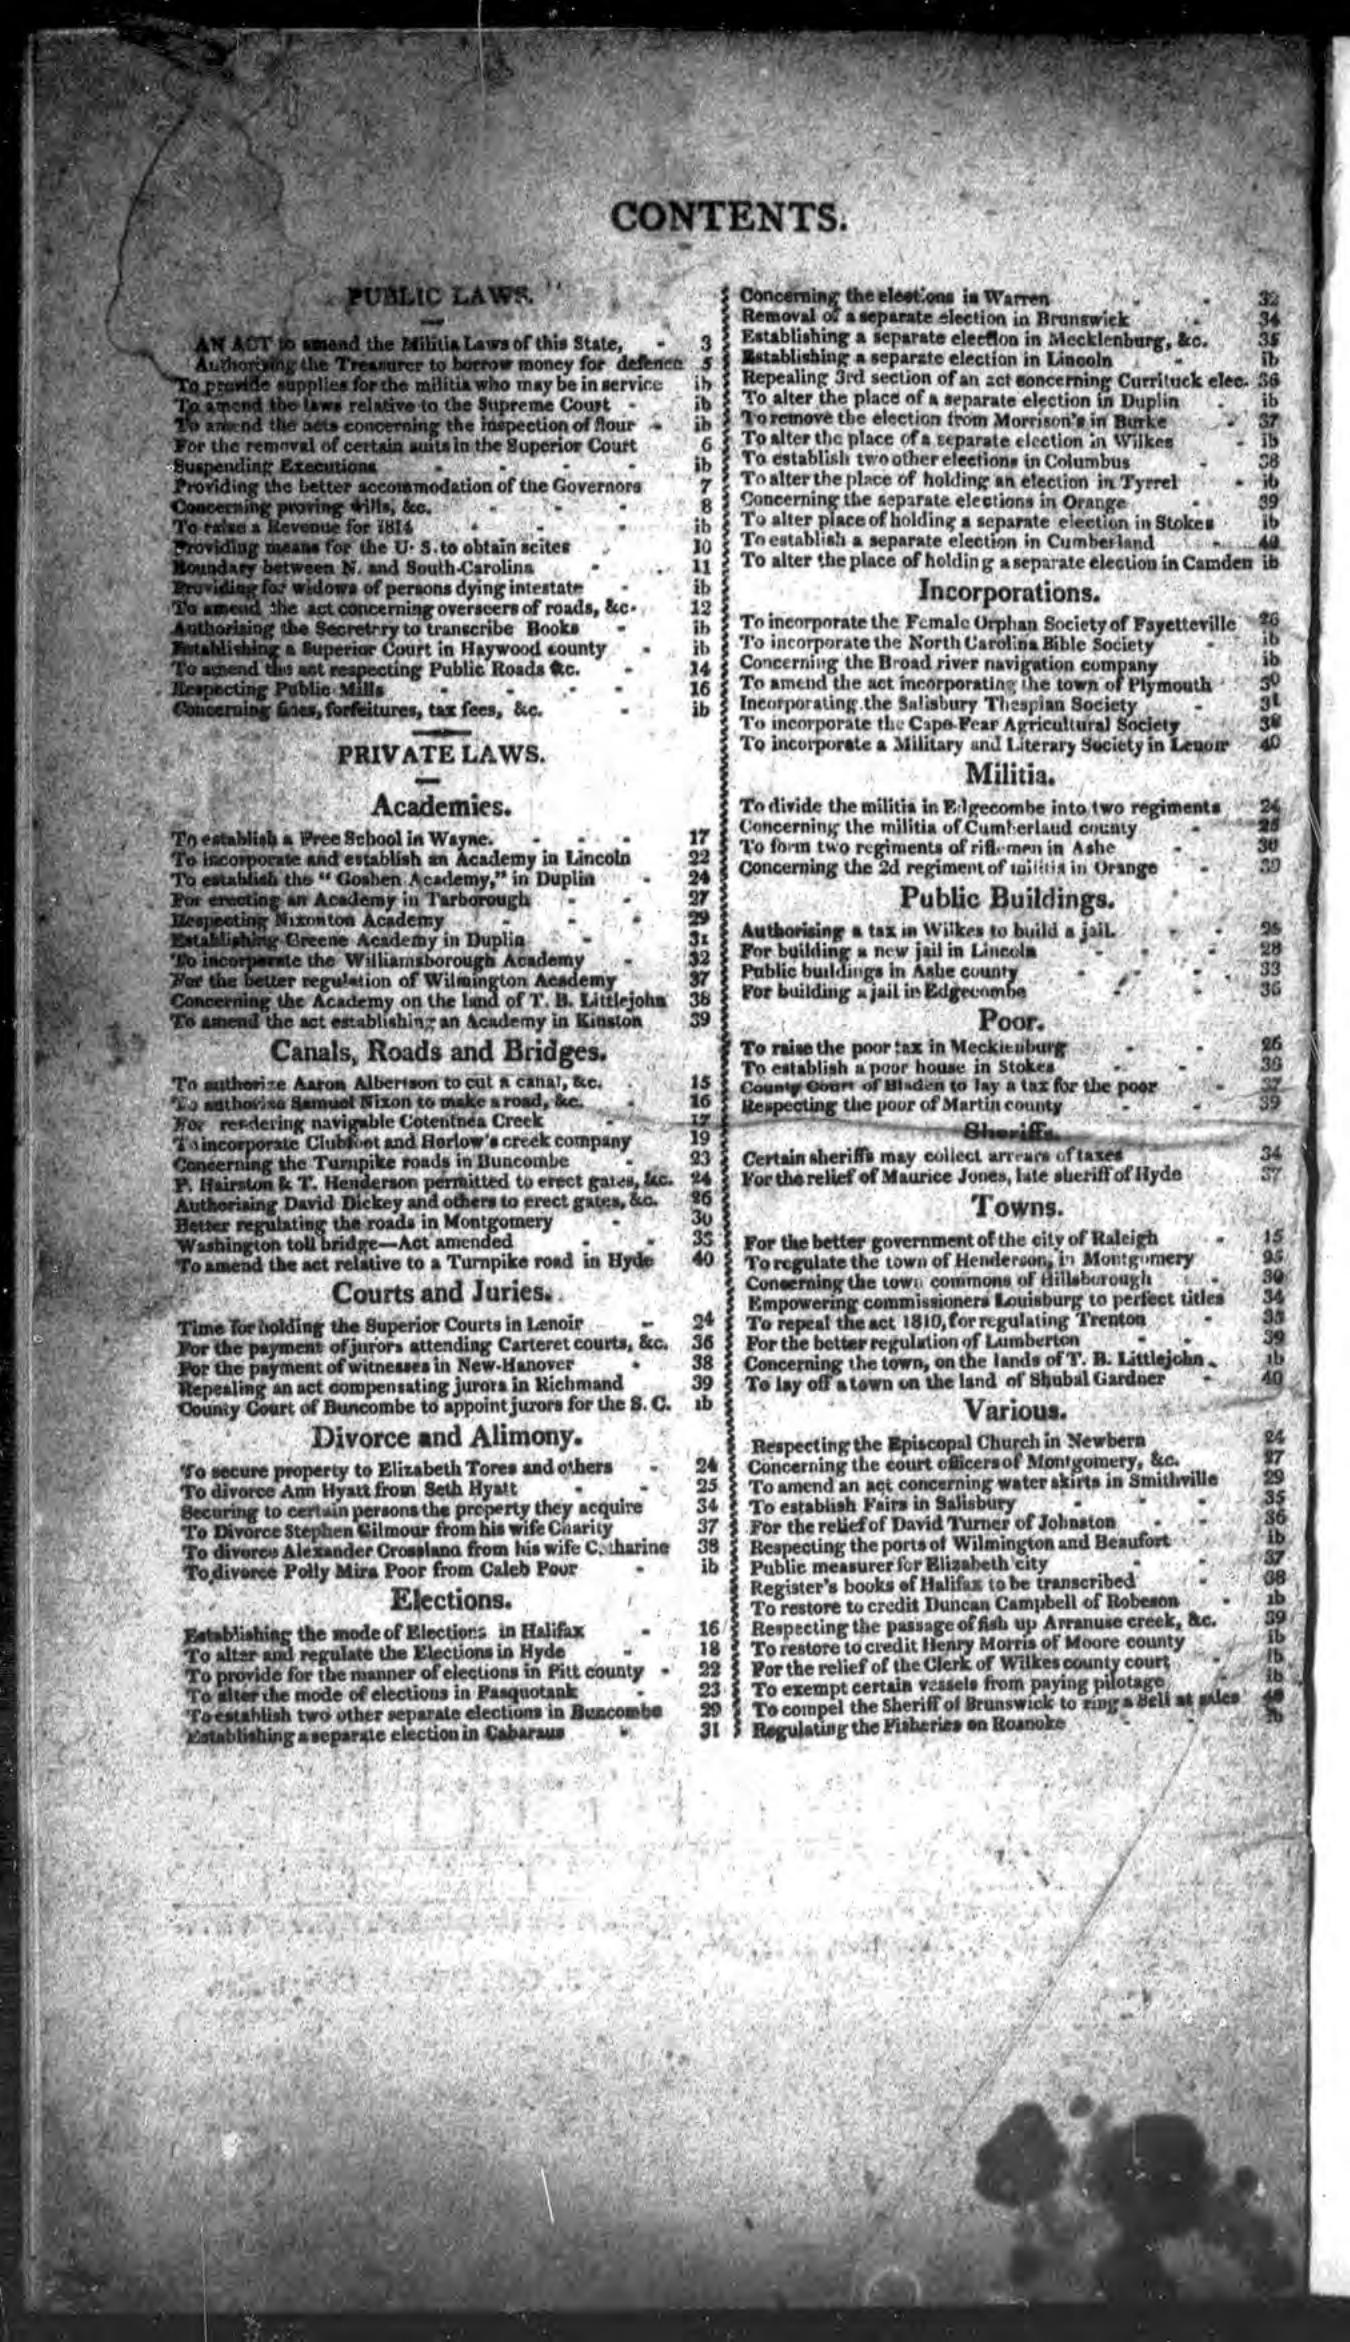 CONTENTS.
PUBLIC LAWS.
AN ACT to amend the Militia Laws of this State, - 3
Authorising the Treasurer to borrow money for defence 5
To provide supplies for the militia who may be in service ib
To amend the laws relative to the Supreme Court - ib
To amend the acts concerning the inspection of flour - ib
For the removal of certain suits in the Superior Court 6
Suspending Executions - - - - ib
Providing the better accommodation of the Governors 7
Concerning proving wills, &c. - - - 8
To raise a Revenue for 1814 - - - ib
Providing means for the U. S. to obtain scites 10
Boundary between N. and South-Carolina - - 11
Providing for widows of persons dying intestate - ib
To amend the act concerning overseers of roads, &c. 12
Authorising the Secretrry to transcribe Books - ib
Establishing a Superior Court in Haywood county - ib
To amend the act respecting Public Roads &c. - 14
Respecting Public Mills - - - - 16
Concerning fines, forfeitures, tax fees, &c. - ib
PRIVATE LAWS.
Academies.
To establish a Free School in Wayne. - - - 17
To incorporate and establish an Academy in Lincoln 22
To establish the "Goshen Academy," in Duplin - 24
For erecting an Academy in Tarborough - - 27
Respecting Nixonton Academy - - - 29
Establishing Greene Academy in Duplin - 31
To incorporate the Williamsborough Academy - 32
For the better regulation of Wilmington Academy 37
Concerning the Academy on the land of T. B. Littlejohn 38
To amend the act establishing an Academy in Kinston 39
Canals, Roads and Bridges.
To authorize Aaron Albertson to cut a canal, &c. 15
To authorise Samuel Nixon to make a road, &c. - 16
For rendering navigable Cotentnea Creek - 17
To incorporate Clubfoot and Horlow's creek company 19
Concerning the Turnpike roads in Buncombe - 23
P. Hairston & T. Henderson permitted to erect gates, &c. 24
Authorising David Dickey and others to erect gates, &c. 26
Better regulating the roads in Montgomery - 30
Washington toll bridge—Act amended - - 35
To amend the act relative to a Turnpike road in Hyde 40
Courts and Juries.
Time for holding the Superior Courts in Lenoir - 24
For the payment of jurors attending Carteret courts, &c. 36
For the payment of witnesses in New-Hanover - 38
Repealing an act compensating jurors in Richmand 39
County Court of Buncombe to appoint jurors for the S. C. ib
Divorce and Alimony.
To secure property to Elizabeth Tores and others - 24
To divorce Ann Hyatt from Seth Hyatt - - 25
Securing to certain persons the property they acquire 34
To Divorce Stephen Gilmour from his wife Charity 37
To divorce Alexander Crossland from his wife Catharine 38
To divorce Polly Mira Poor from Caleb Poor - ib
Elections.
Establishing the mode of Elections in Halifax - 16
To alter and regulate the Elections in Hyde - 18
To provide for the manner of elections in Pitt county - 22
To alter the mode of elections in Pasquotank - 23
To establish two other separate elections in Buncombe 29
Establishing a separate election in Cabaraus - 31
Concerning the elections in Warren - - 32
Removal of a separate election in Brunswick - 34
Establishing a separate election in Mecklenburg, &c. 35
Establishing a separate election in Lincoln - ib
Repealing 3rd section of an act concerning Currituck elec. 36
To alter the place of a separate election in Duplin - ib
To remove the election from Morrison's in Burke - 37
To alter the place of a separate election in Wilkes - ib
To establish two other elections in Columbus - 38
To alter the place of holding an election in Tyrrel - ib
Concerning the separate elections in Orange - 39
To alter place of holding a separate election in Stokes ib
To establish a separate election in Cumberland - 40
To alter the place of holding a separate election in Camden ib
Incorporations.
To incorporate the Female Orphan Society of Fayetteville 26
To incorporate the North Carolina Bible Society - ib
Concerning the Broad river navigation company ib
To amend the act incorporating the town of Plymouth 30
Incorporating the Salisbury Thespian Society - 31
To incorporate the Cape-Fear Agricultural Society
To incorporate a Military and Literary Society in Lenoir 40
Militia.
To divide the militia in Edgecombe into two regiments 24
Concerning the militia of Cumberland county - 25
To form two regiments of riflemen in Ashe - 30
Concerning the 2d regiment of militia in Orange - 39
Public Buildings.
Authorising a tax in Wilkes to build a jail. - -
For building a new jail in Lincoln - - - 28
Public buildings in Ashe county - - - 33
For building a jail in Edgecombe - - 36
Poor.
To raise the poor tax in Mecklenburg - - 26
To establish a poor house in Stokes - - 36
County Court of Bladen to lay a tax for the poor - 37
Respecting the poor of Martin county - - 39
Sheriffs.
Certain sheriffs may collect arrears of taxes 34
For the relief of Maurice Jones, late sheriff of Hyde 37
Towns.
For the better government of the city of Raleigh - 15
To regulate the town of Henderson, in Montgomery 25
Concerning the town commons of Hillsborough - 30
Empowering commissioners Louisburg to perfect titles 34
To repeal the act 1810, for regulating Trenton - 35
For the better regulation of Lumberton - - 39
Concerning the town, on the lands of T. B. Littlejohn. ib
To lay off a town on the land of Shubal Gardner - 40
Various.
Respecting the Episcopal Church in Newbern 24
Concerning the court officers of Montgomery, &c. 27
To amend an act concerning water skirts in Smithville 29
To establish Fairs in Salisbury - - - 35
For the relief of David Turner of Johnston - - 36
Respecting the ports of Wilmington and Beaufort ib
Public measurer for Elizabeth city - - 37
Register's books of Halifax to be transcribed - 38
To restore to credit Duncan Campbell of Robeson - ib
Respecting the passage of fish up Arranuse creek, &c. 39
To restore to credit Henry Morris of Moore county ib
For the relief of the Clerk of Wilkes county court ib
To exempt certain vessels from paying pilotage ib
To compel the Sheriff of Brunswick to ring a Bell at sales 40
Regulating the Fisheries on Roanoke - - ib